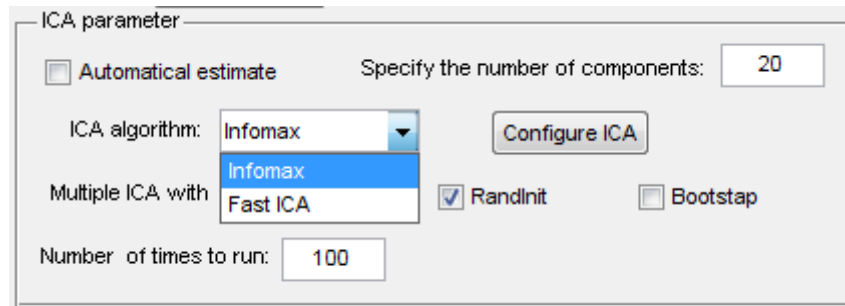 ICA parameter
Automatical estimate Specify the number of components: 20
ICA algorithm: Infomax Configure ICA
Infomax
Multiple ICA with Fast ICA RandInit Bootstap
Number of times to run: 100